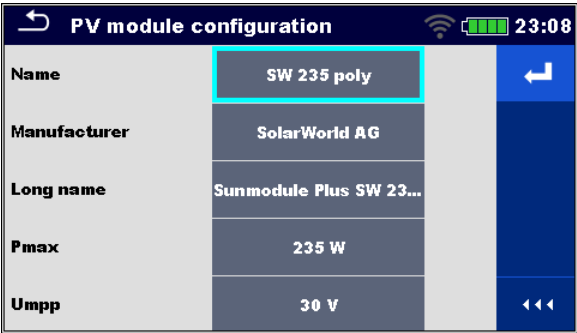 PV module configuration 23:08
Name SW 235 poly
Manufacturer SolarWorld AG
Long name Sunmodule Plus SW 23...
Pmax 235 W
Umpp 30 V